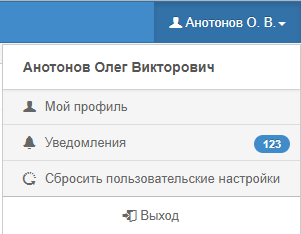 Анотонов О. В.
Анотонов Олег Викторович
Мой профиль
Уведомления 123
Сбросить пользовательские настройки
Выход